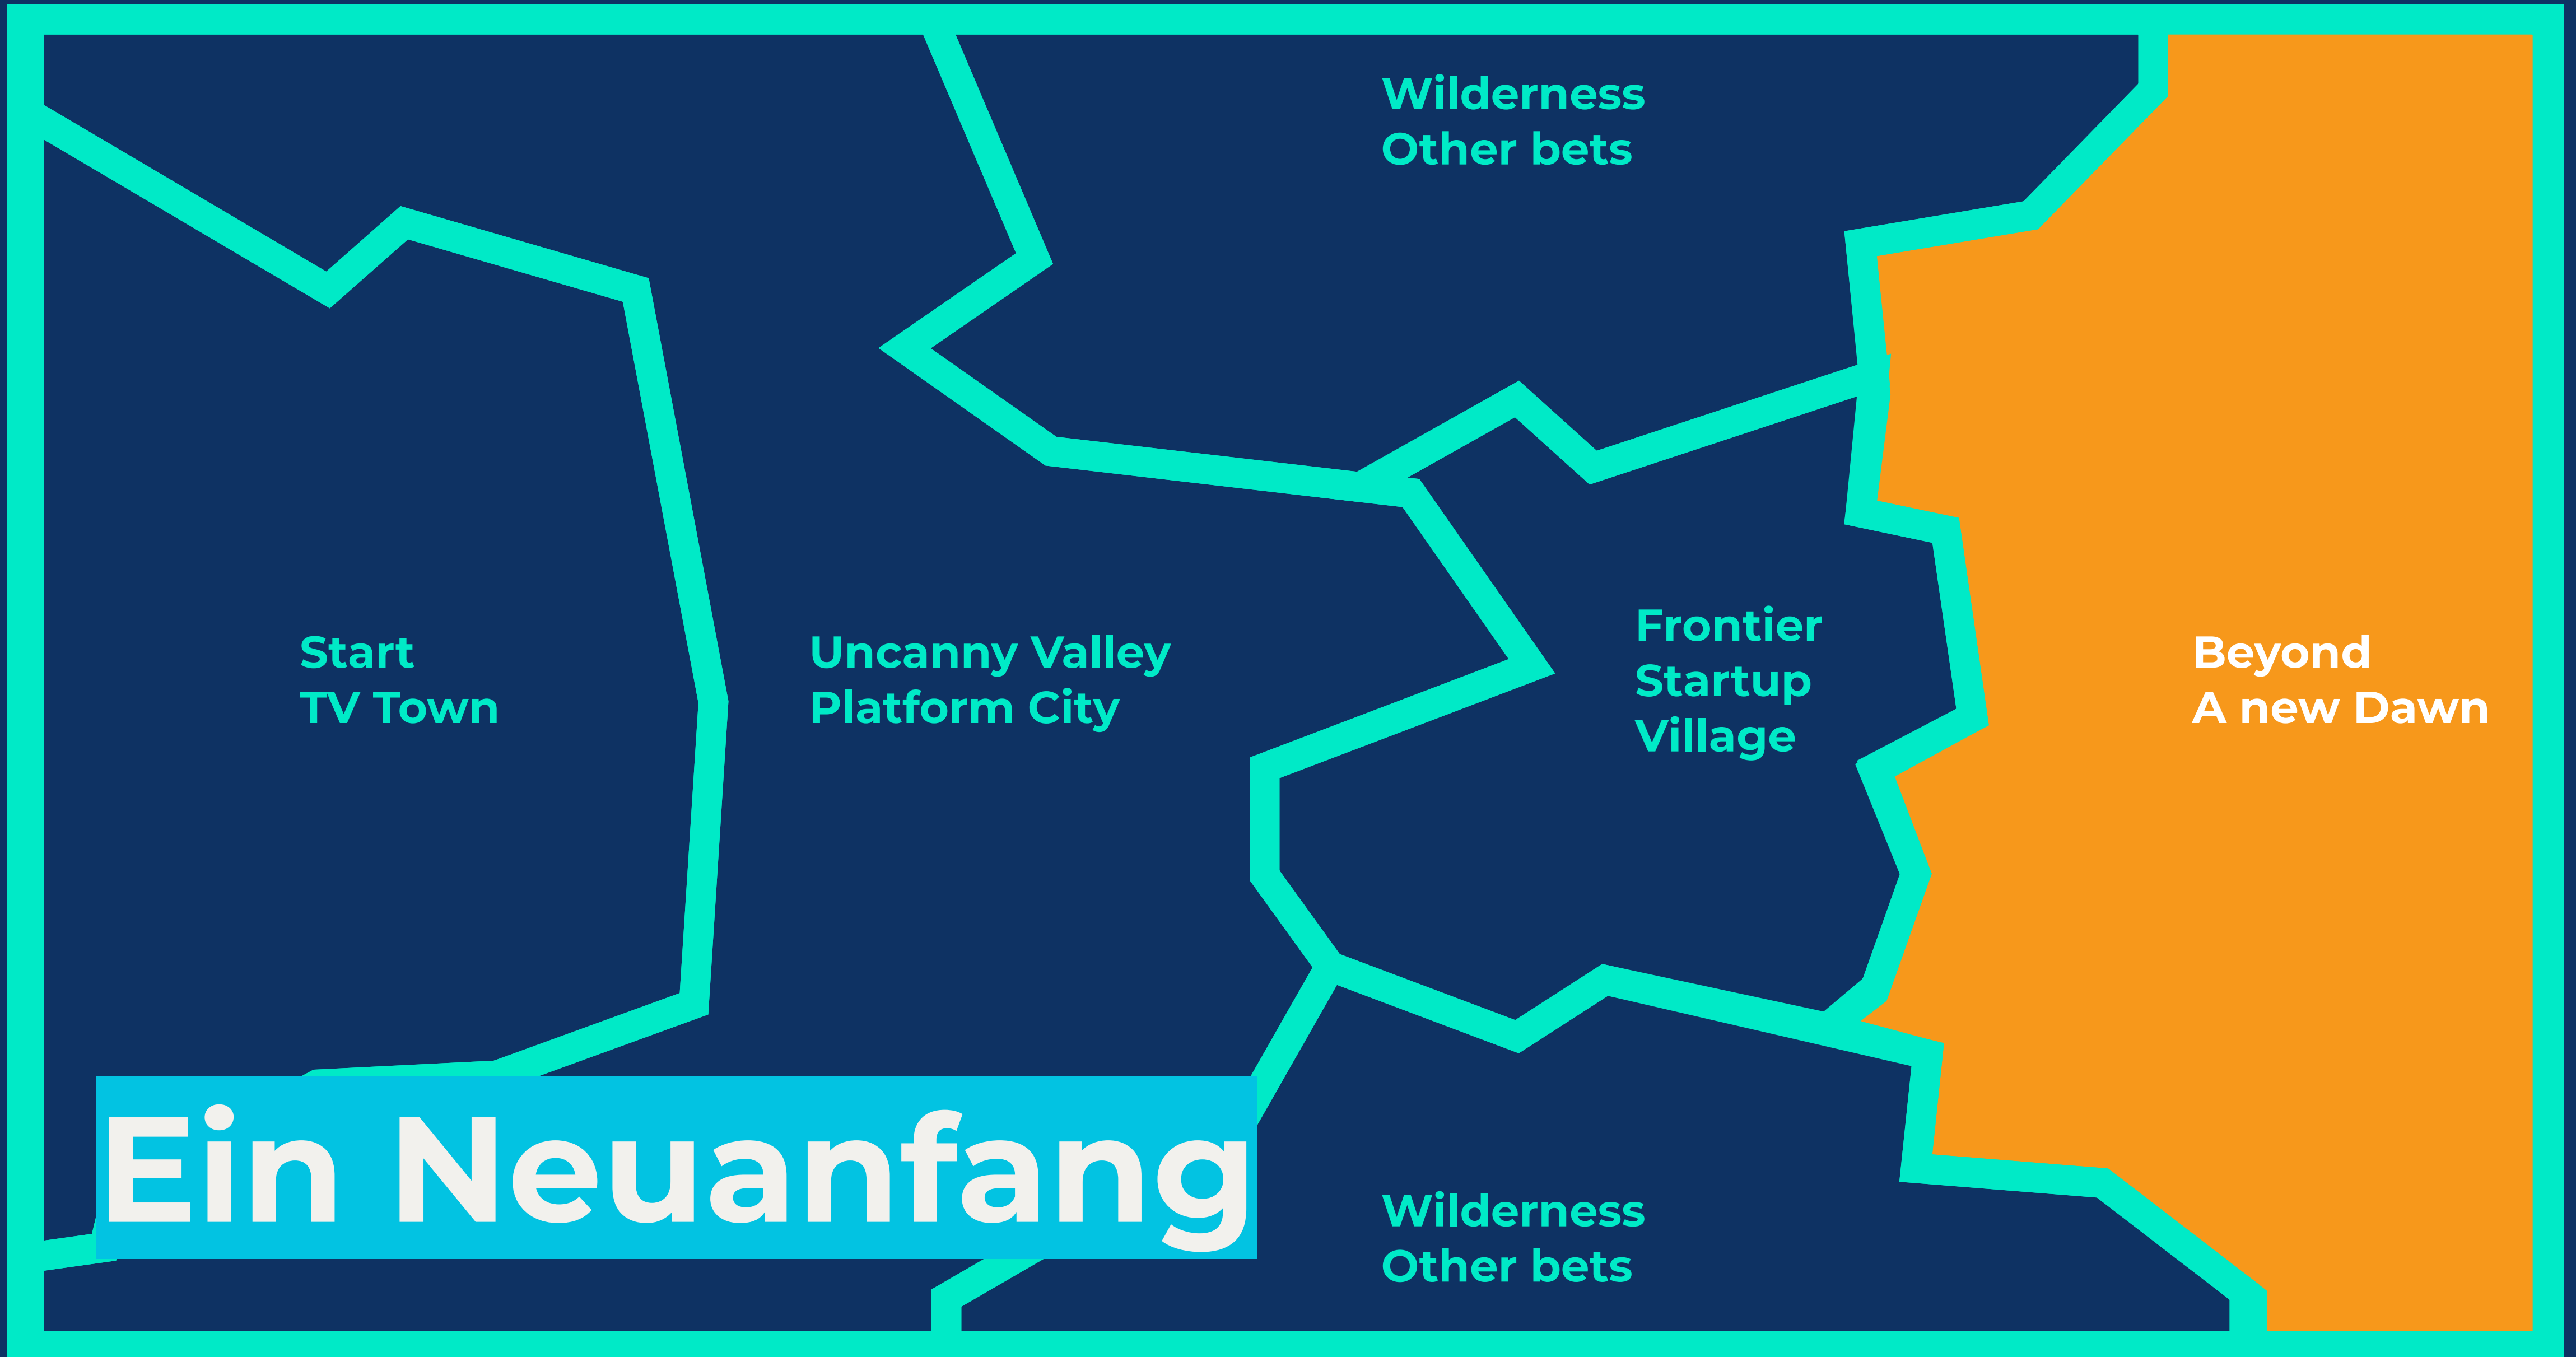 Wilderness
Other bets
Start
TV Town
Uncanny Valley
Platform City
Frontier
Startup
Village
Beyond
A new Dawn
Ein Neuanfang
Wilderness
Other bets